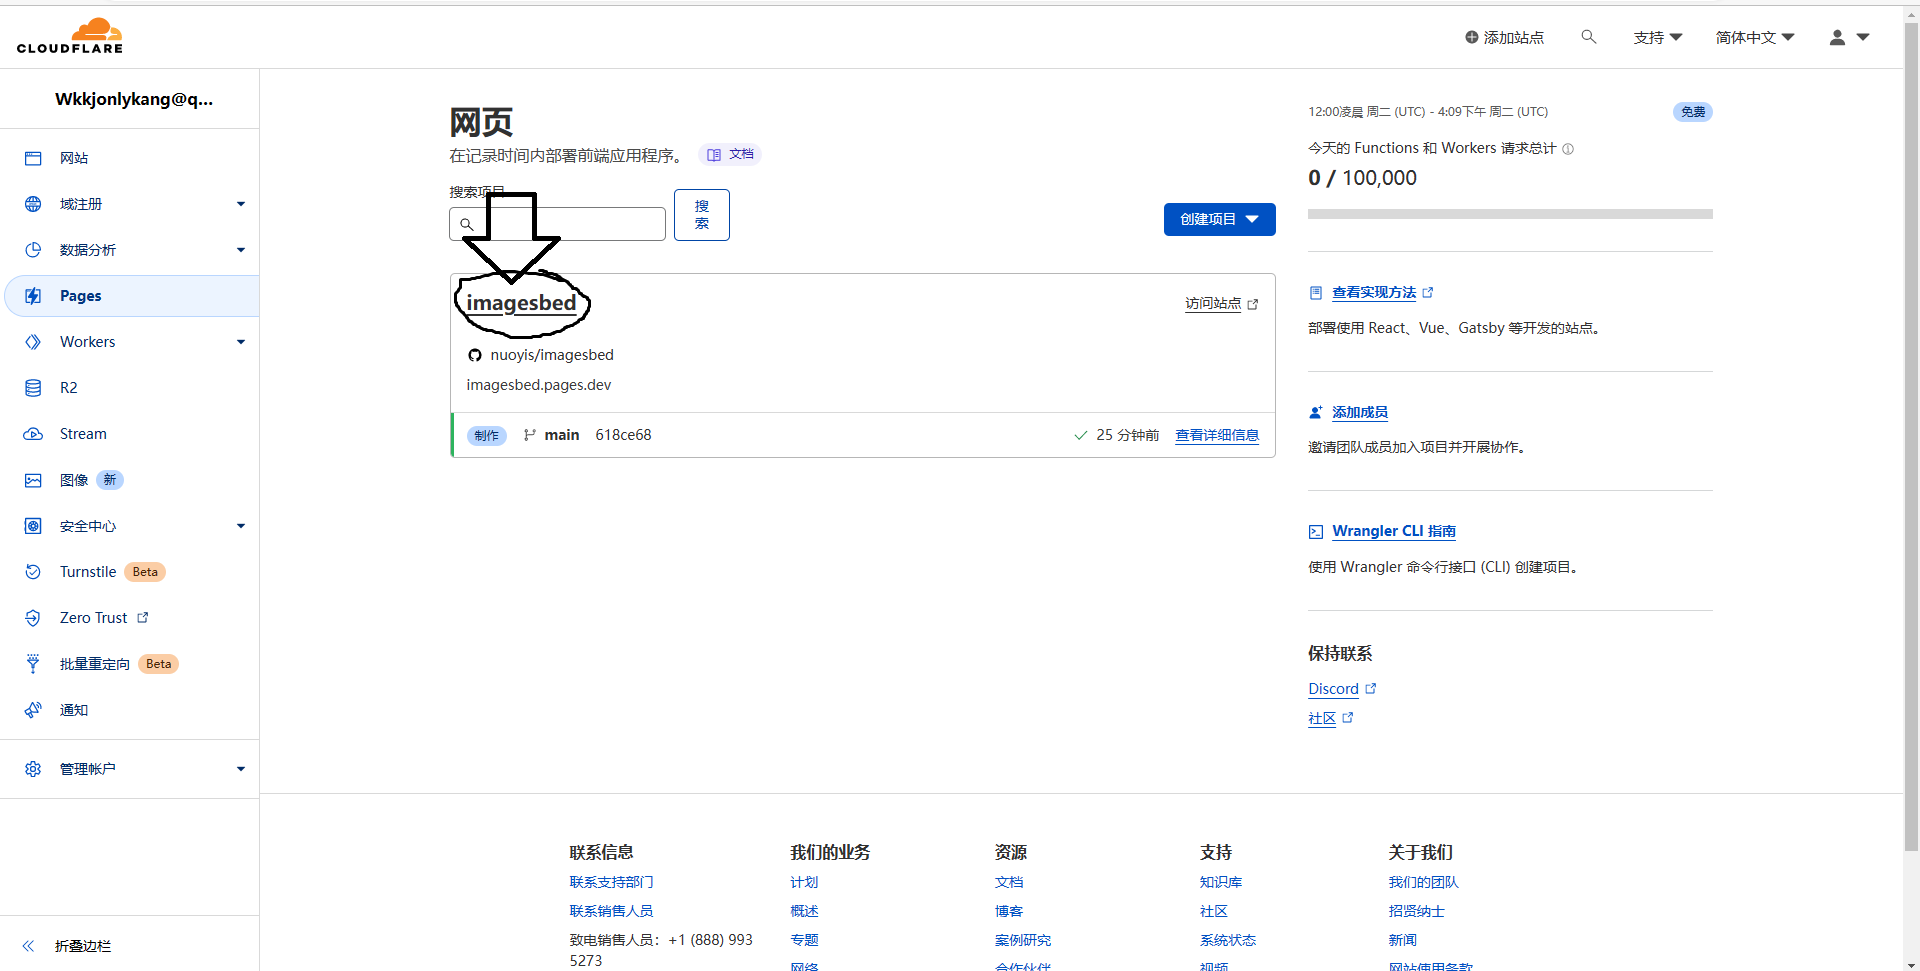 CLOUDFLARE
添加站点
支持
简体中文
Wkkjonlykang@q...
网站
域注册
数据分析
Pages
Workers
R2
Stream
图像 新
安全中心
Turnstile Beta
Zero Trust
批量重定向 Beta
通知
管理帐户
折叠边栏
网页
在记录时间内部署前端应用程序。 文档
搜索项目
搜
索
创建项目
imagesbed
访问站点
nuoyis/imagesbed
imagesbed.pages.dev
制作 main 618ce68
25 分钟前 查看详细信息
12:00凌晨 周二 (UTC) - 4:09下午 周二 (UTC) 免费
今天的 Functions 和 Workers 请求总计
0 / 100,000
查看实现方法
部署使用 React、Vue、Gatsby 等开发的站点。
添加成员
邀请团队成员加入项目并开展协作。
Wrangler CLI 指南
使用 Wrangler 命令行接口 (CLI) 创建项目。
保持联系
Discord
社区
联系信息
联系支持部门
联系销售人员
致电销售人员：+1 (888) 993
5273
我们的业务
计划
概述
专题
网络
资源
文档
博客
案例研究
合作伙伴
支持
知识库
社区
系统状态
视频
关于我们
我们的团队
招贤纳士
新闻
网站使用条款